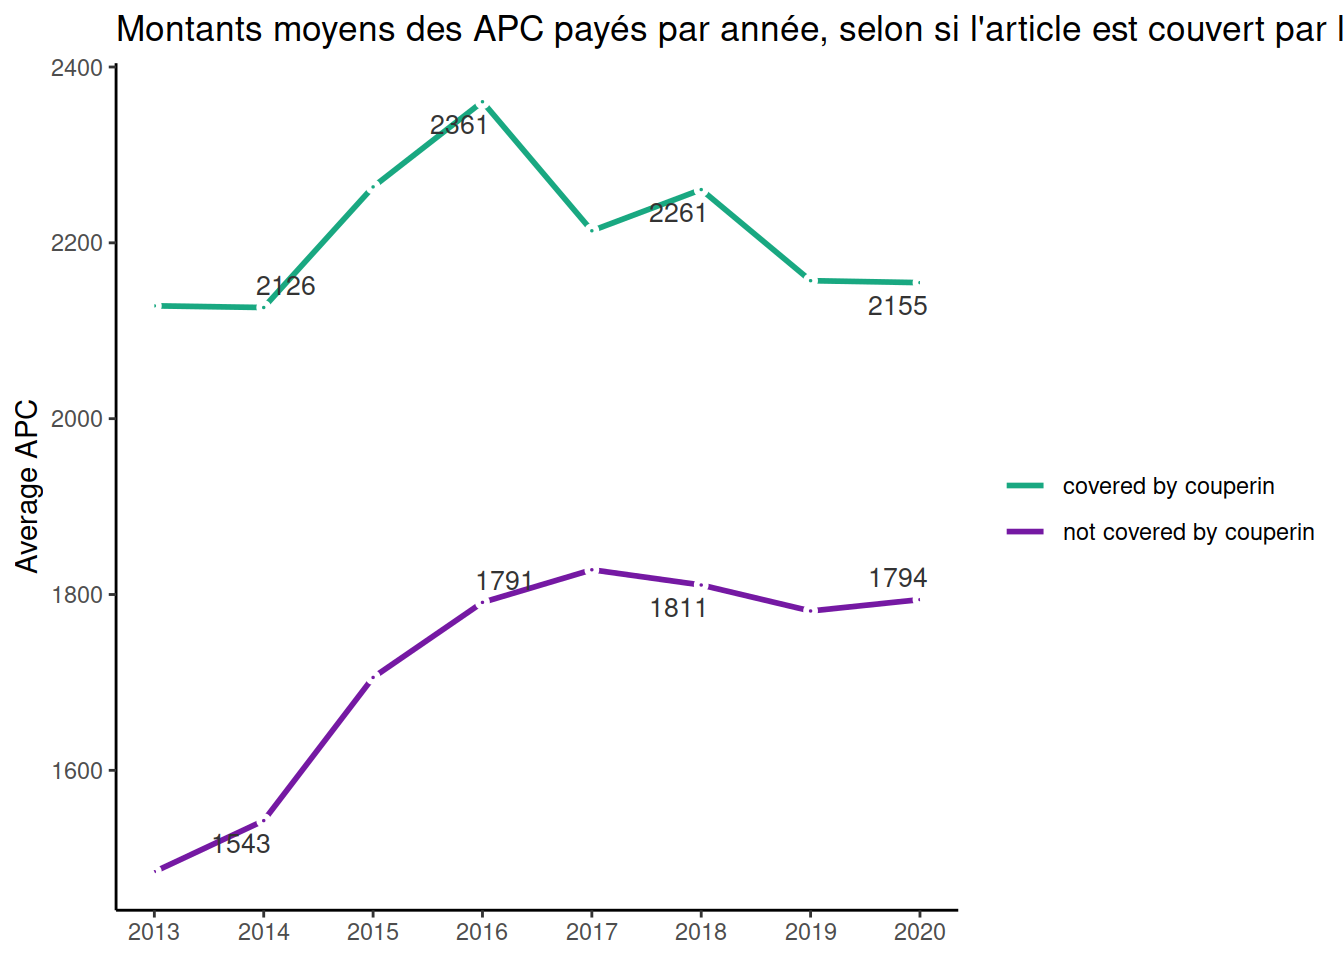 Montants moyens des APC payés par année, selon si l'article est couvert par l
2400
2200
2000
1800
1600
Average APC
2361
2261
2126
2155
1791
1794
1811
1543
covered by couperin
not covered by couperin
2013 2014 2015 2016 2017 2018 2019 2020